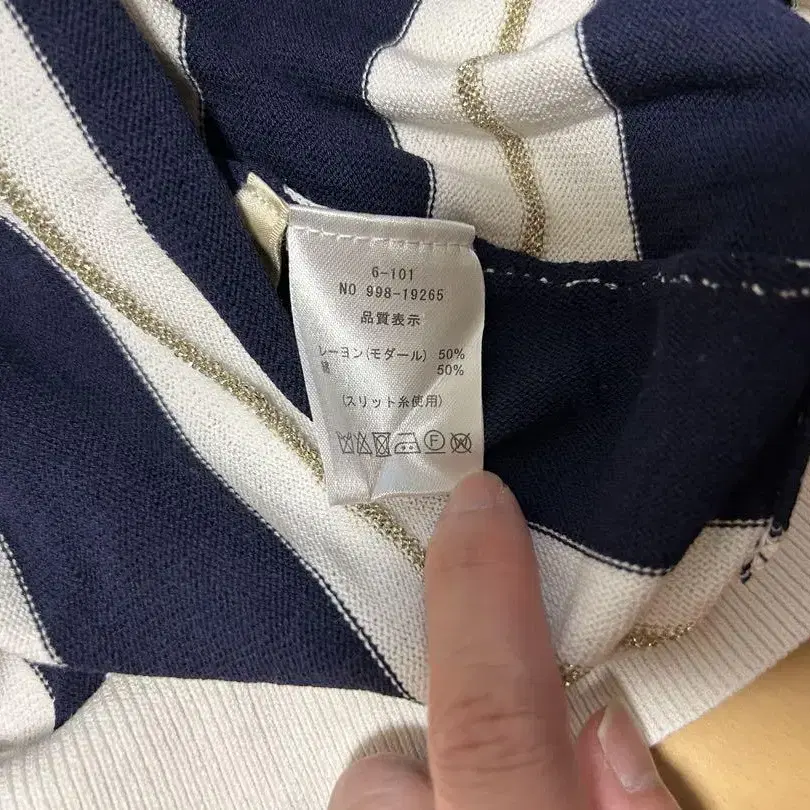 6-101
NO 998-19265
品質表示
レーヨン(モダール) 50%
50%
(スリット糸使用)
F